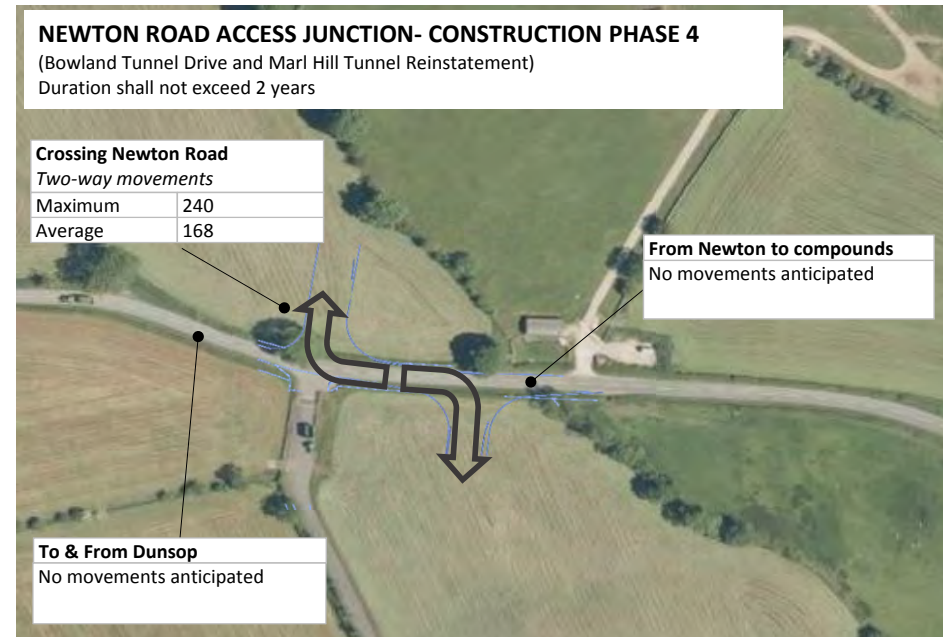 NEWTON ROAD ACCESS JUNCTION- CONSTRUCTION PHASE 4
(Bowland Tunnel Drive and Marl Hill Tunnel Reinstatement)
Duration shall not exceed 2 years
Crossing Newton Road
Two-way movements
Maximum 240
Average 168
From Newton to compounds
No movements anticipated
To & From Dunsop
No movements anticipated